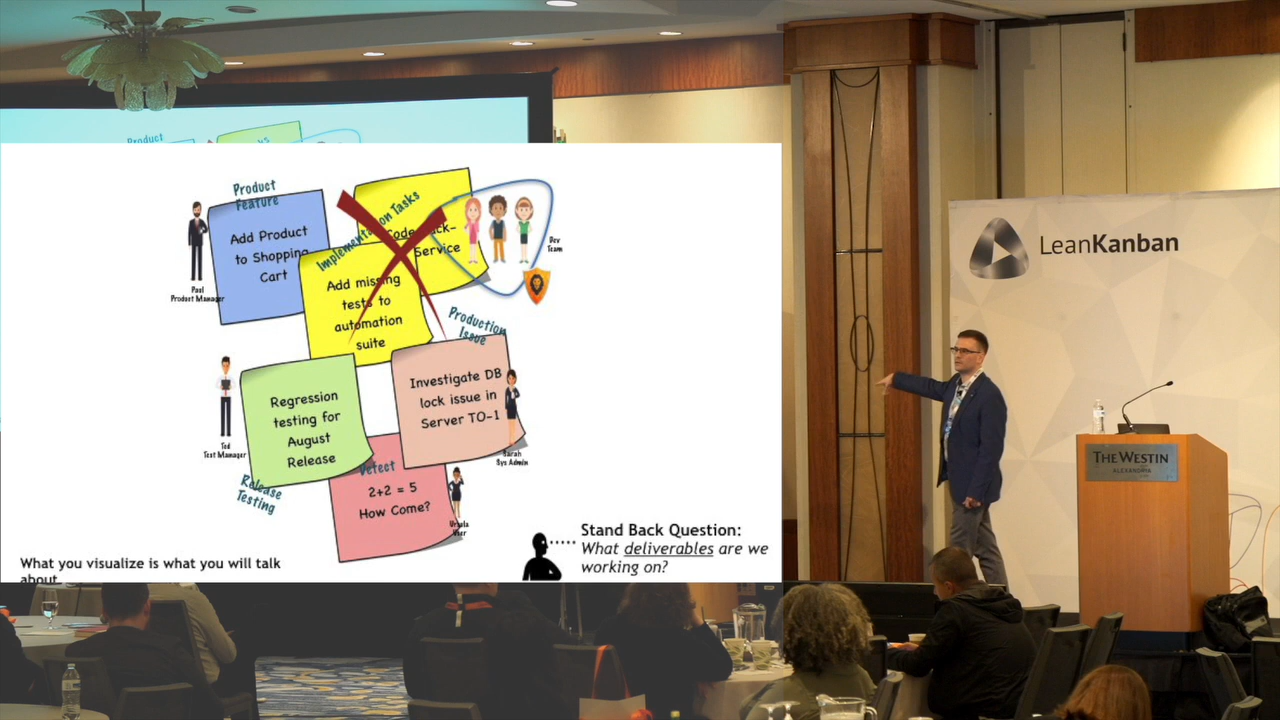 Product
Product
Feature
Add Product
to Shopping
Cart
Paul
Product Manager
Implementation Tasks
Code
Service
Dev
Team
Add missing
tests to
automation
suite
Production
Issue
Investigate DB
lock issue in
Server TO-1
Sarah
Sys Admin
Regression
testing for
August
Release
Ted
Test Manager
Release
Testing
Defect
2+2 = 5
How Come?
Ursula
User
What you visualize is what you will talk
about
Stand Back Question:
What deliverables are we
working on?
LeanKanban
THE WESTIN
ALEXANDRIA